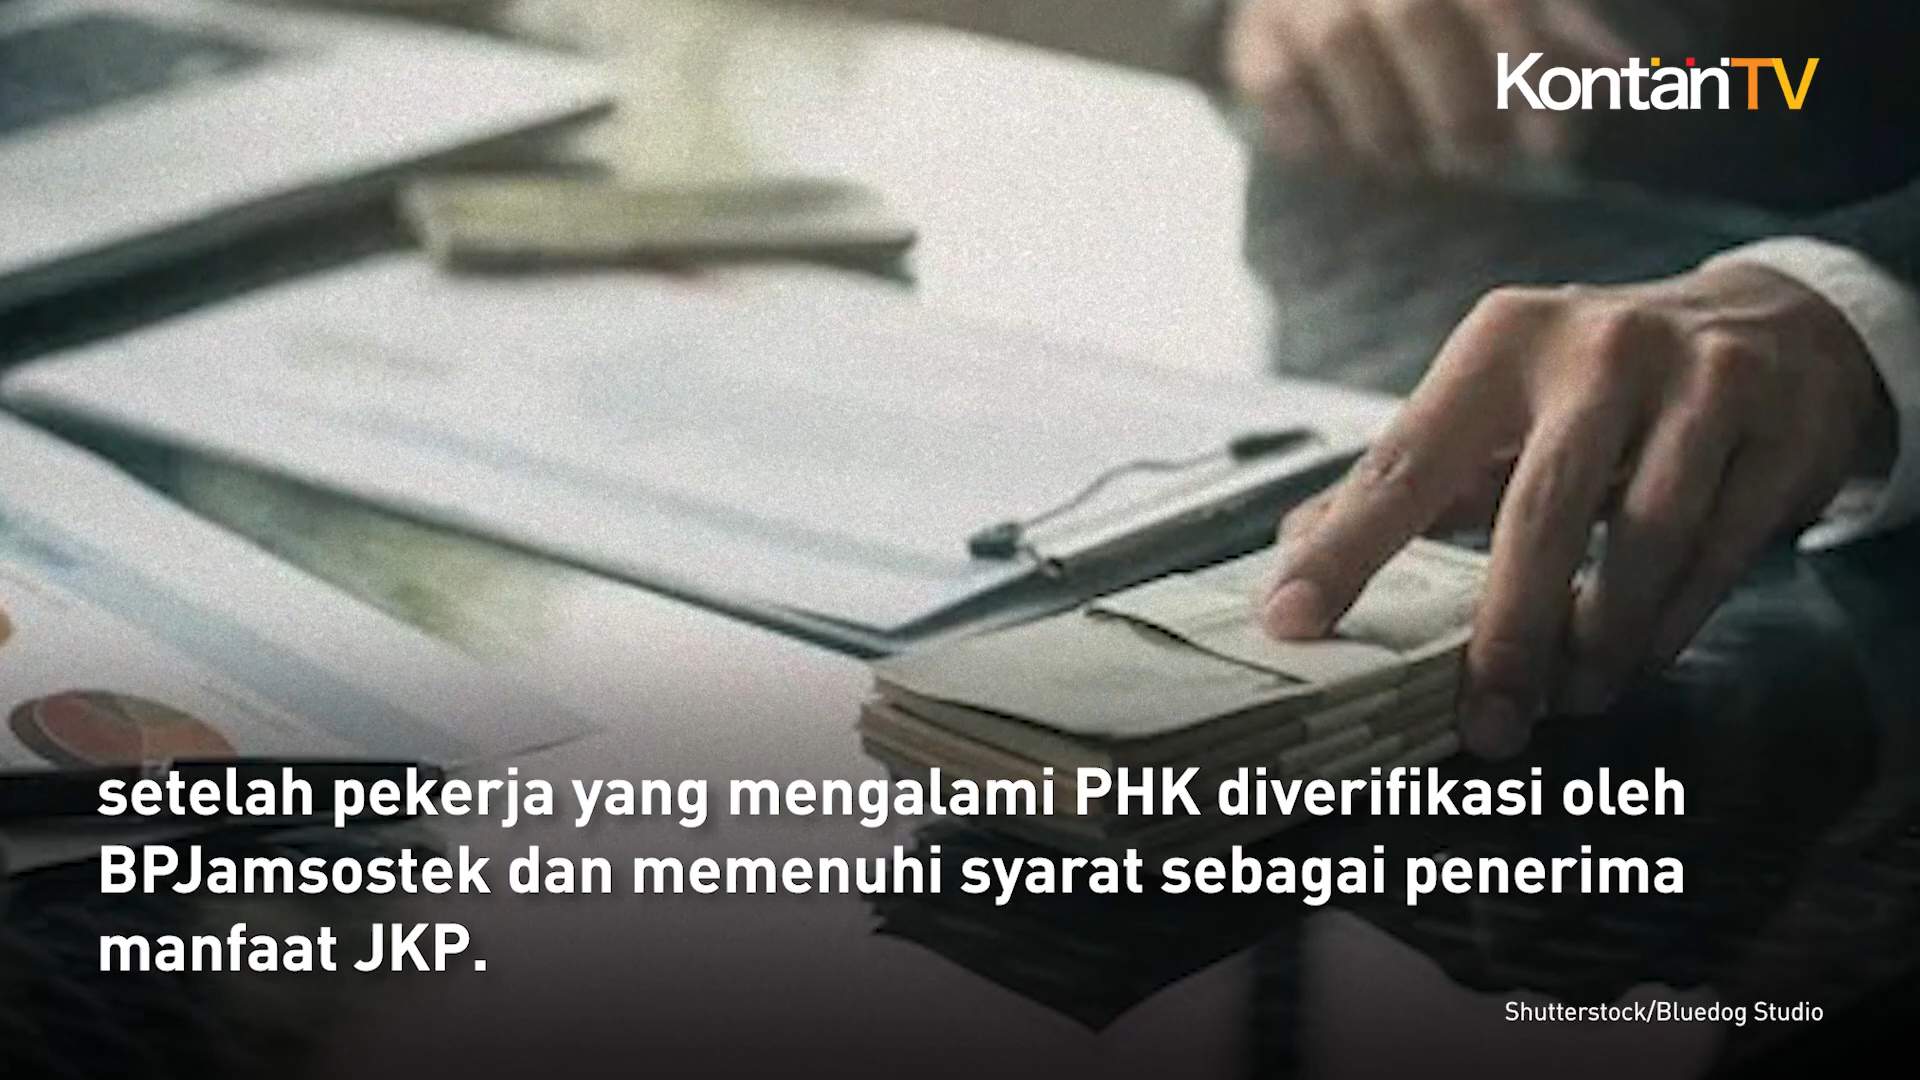 KontanTV
setelah pekerja yang mengalami PHK diverifikasi oleh
BPJamsostek dan memenuhi syarat sebagai penerima
manfaat JKP.
Shutterstock/Bluedog Studio